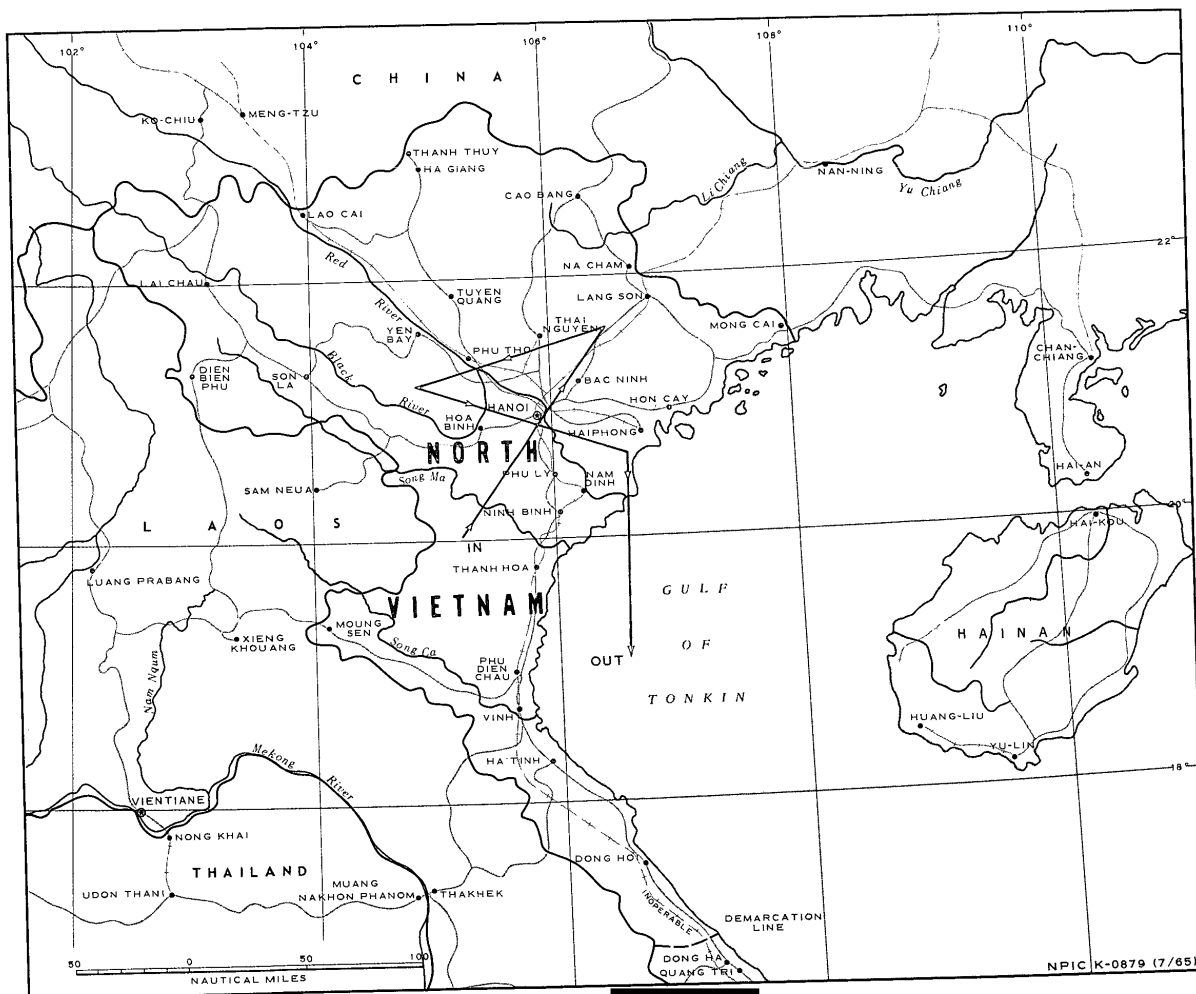 102°
104°
106°
108°
110°
CHINA
KO-CHIU
MENG-TZU
THANH THUY
HA GIANG
CAO BANG
Li Chiang
NAN-NING
Yu Chiang
LAO CAI
22°
Red
River
NA CHAM
LAI CHAU
TUYEN
QUANG
LANG SON
THAI
NGUYEN
YEN
BAY
MONG CAI
PHU THO
CHAN-
CHIANG
DIEN
BIEN
PHU
SON
LA
Black
River
BAC NINH
HON CAY
HANOI
HOA
BINH
HAIPHONG
NORTH
HAI-AN
PHU LY
NAM
DINH
Song Ma
SAM NEUA
NINH BINH
20°
HAI-KOU
LAOS
IN
THANH HOA
LUANG PRABANG
GULF
OF
TONKIN
VIETNAM
MOUNG
SEN
HAINAN
XIENG
KHOUANG
Song Ca
OUT
PHU
DIEN
CHAU
Nam Ngum
VINH
HUANG-LIU
YU-LIN
Mekong
River
HA TINH
18°
VIENTIANE
NONG KHAI
DONG HOI
THAILAND
UDON THANI
MUANG
NAKHON PHANOM
THAKHEK
INOPERABLE
DEMARCATION
LINE
DONG HA
QUANG TRI
50 0 100
NAUTICAL MILES
NPIC K-0879 (7/65)